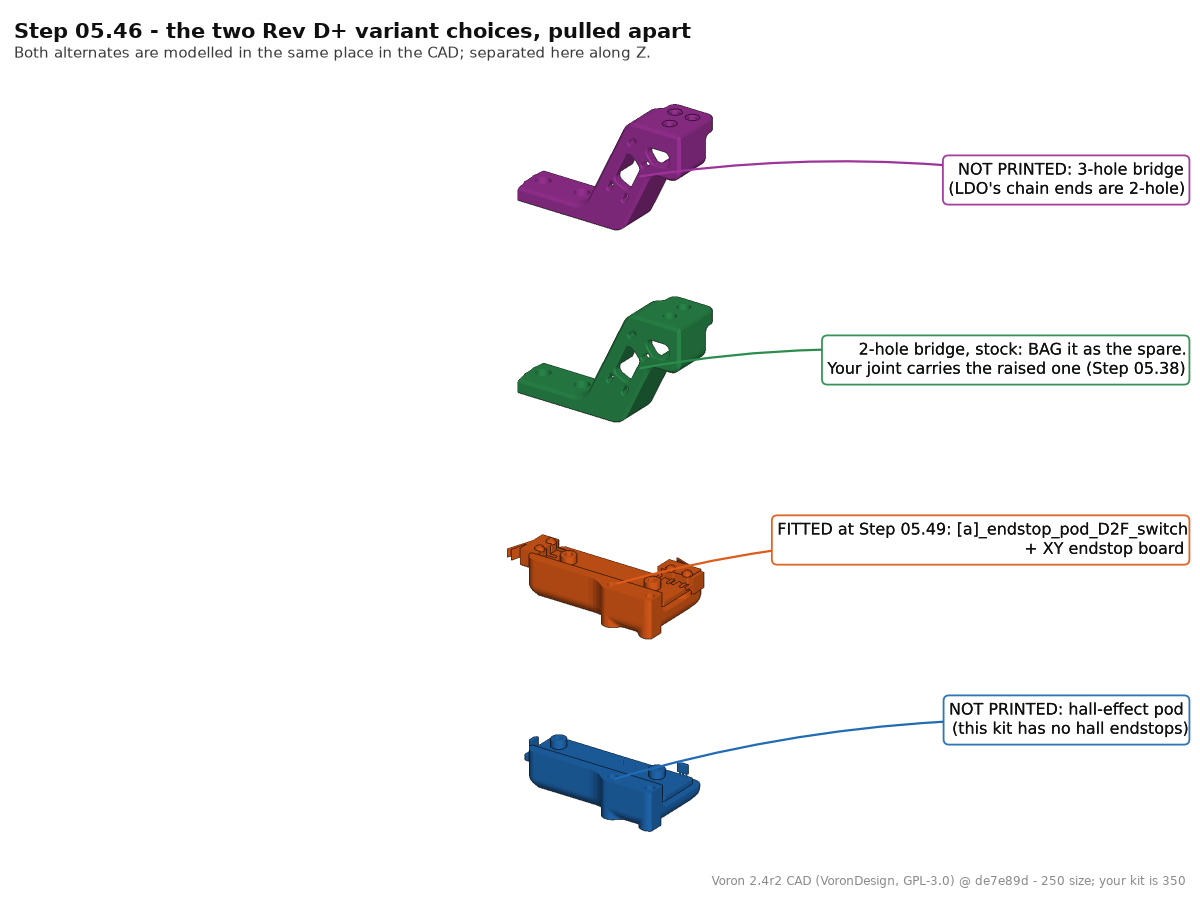 Step 05.46 - the two Rev D+ variant choices, pulled apart
Both alternates are modelled in the same place in the CAD; separated here along Z.
NOT PRINTED: 3-hole bridge
(LDO's chain ends are 2-hole)
2-hole bridge, stock: BAG it as the spare.
Your joint carries the raised one (Step 05.38)
FITTED at Step 05.49: [a]_endstop_pod_D2F_switch
+ XY endstop board
NOT PRINTED: hall-effect pod
(this kit has no hall endstops)
Voron 2.4r2 CAD (VoronDesign, GPL-3.0) @ de7e89d - 250 size; your kit is 350